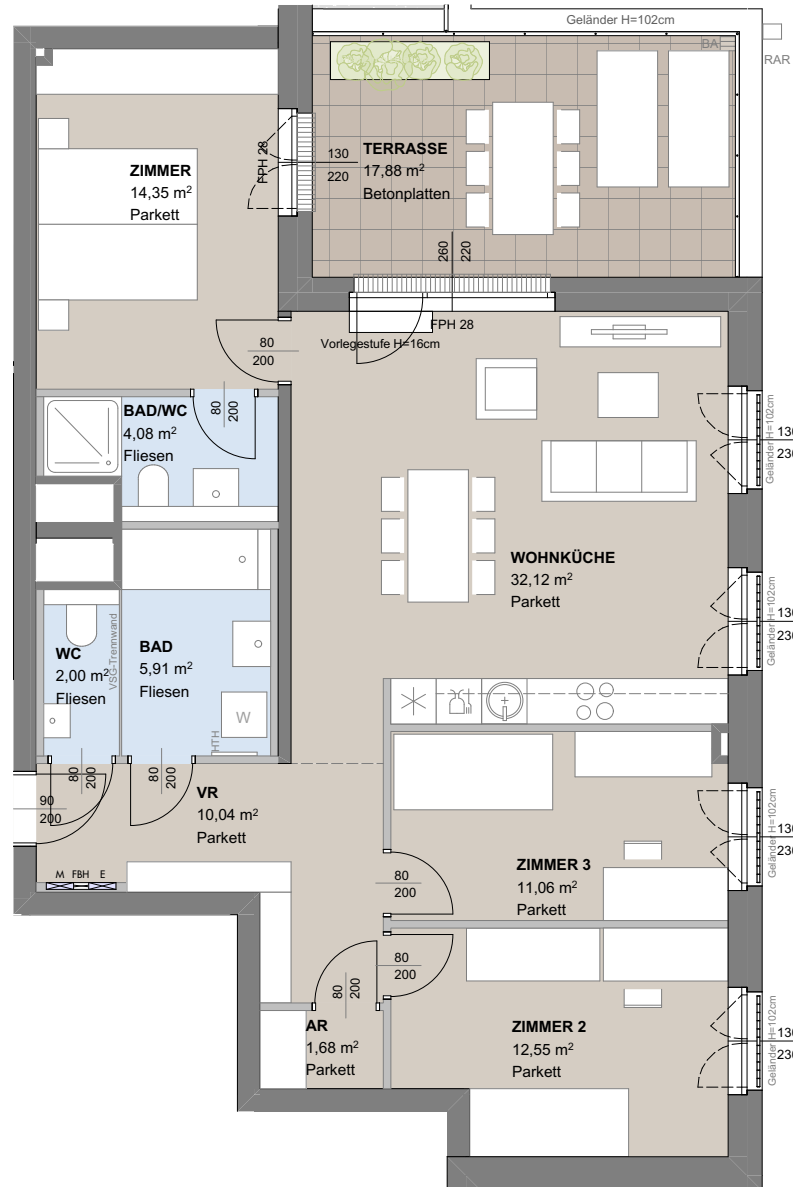 Geländer H=102cm
BA
RAR
FPH 28
130
220
TERRASSE
17,88 m²
Betonplatten
ZIMMER
14,35 m²
Parkett
260
220
FPH 28
Vorlegestufe H=16cm
80
200
80
200
BAD/WC
4,08 m²
Fliesen
Geländer H=102cm
130
230
WOHNKÜCHE
32,12 m²
Parkett
Geländer H=102cm
130
230
WC
2,00 m²
Fliesen
VSG-Trennwand
BAD
5,91 m²
Fliesen
W
HTH
80
200
80
200
90
200
VR
10,04 m²
Parkett
M FBH E
80
200
ZIMMER 3
11,06 m²
Parkett
Geländer H=102cm
130
230
80
200
80
200
AR
1,68 m²
Parkett
ZIMMER 2
12,55 m²
Parkett
Geländer H=102cm
130
230